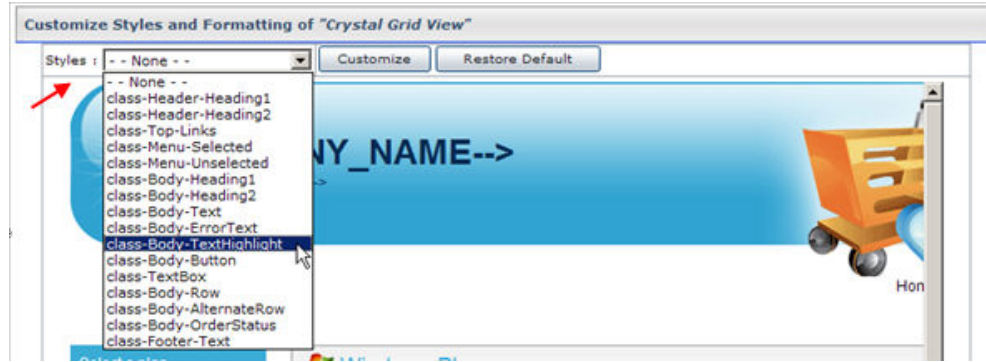 Customize Styles and Formatting of "Crystal Grid View"
Styles : - - None - - Customize Restore Default
- - None - -
class-Header-Heading1
class-Header-Heading2
class-Top-Links
class-Menu-Selected
class-Menu-Unselected
class-Body-Heading1
class-Body-Heading2
class-Body-Text
class-Body-ErrorText
class-Body-TextHighlight
class-Body-Button
class-TextBox
class-Body-Row
class-Body-AlternateRow
class-Body-OrderStatus
class-Footer-Text
NY_NAME-->
->
Hon